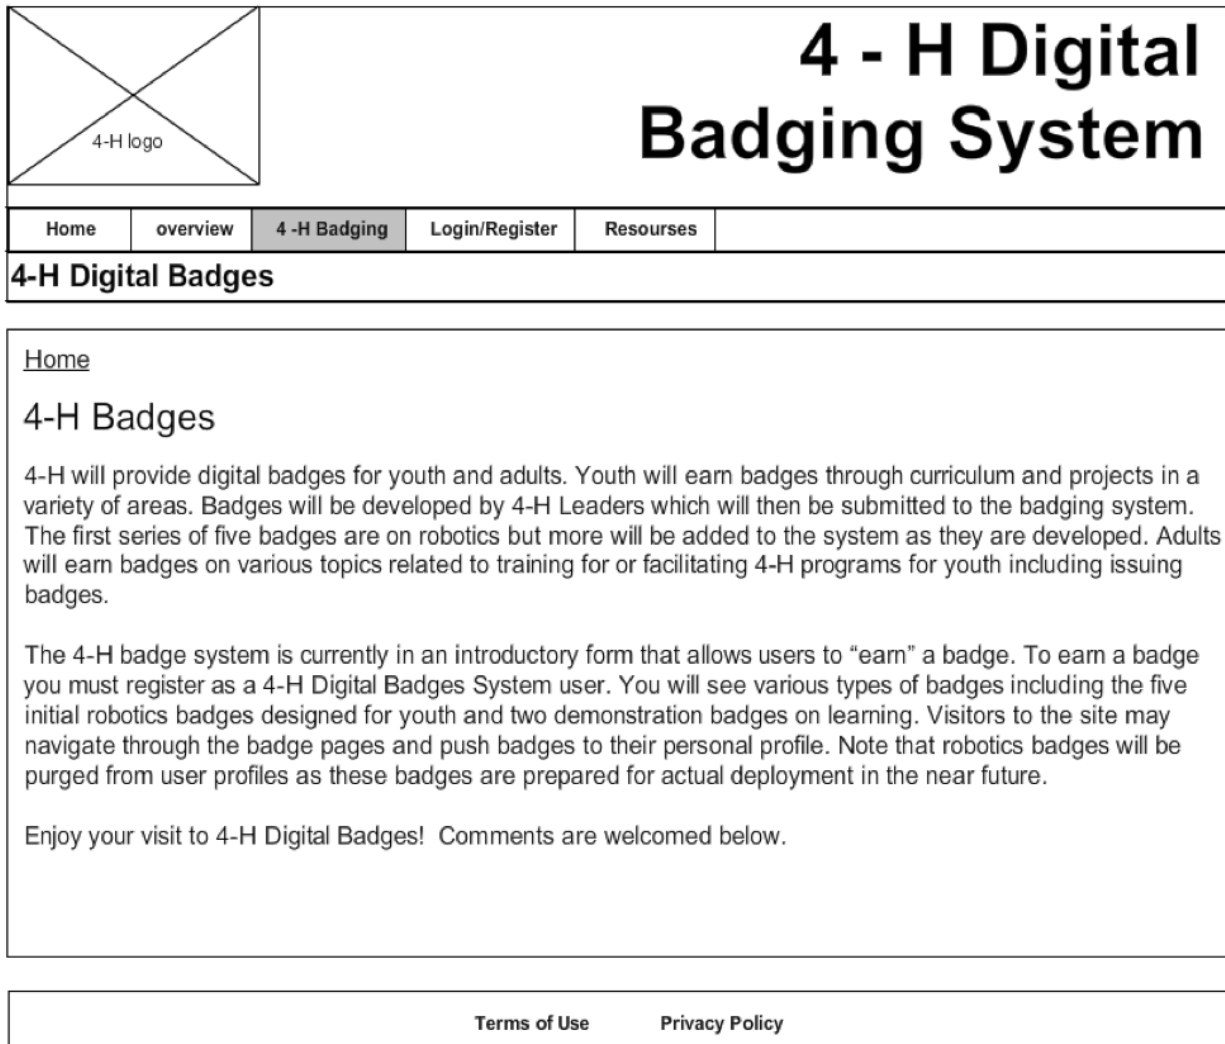 4 - H Digital
Badging System
4-H logo
Home overview 4 -H Badging Login/Register Resourses
4-H Digital Badges
Home
4-H Badges
4-H will provide digital badges for youth and adults. Youth will earn badges through curriculum and projects in a
variety of areas. Badges will be developed by 4-H Leaders which will then be submitted to the badging system.
The first series of five badges are on robotics but more will be added to the system as they are developed. Adults
will earn badges on various topics related to training for or facilitating 4-H programs for youth including issuing
badges.
The 4-H badge system is currently in an introductory form that allows users to “earn” a badge. To earn a badge
you must register as a 4-H Digital Badges System user. You will see various types of badges including the five
initial robotics badges designed for youth and two demonstration badges on learning. Visitors to the site may
navigate through the badge pages and push badges to their personal profile. Note that robotics badges will be
purged from user profiles as these badges are prepared for actual deployment in the near future.
Enjoy your visit to 4-H Digital Badges!  Comments are welcomed below.
Terms of Use Privacy Policy